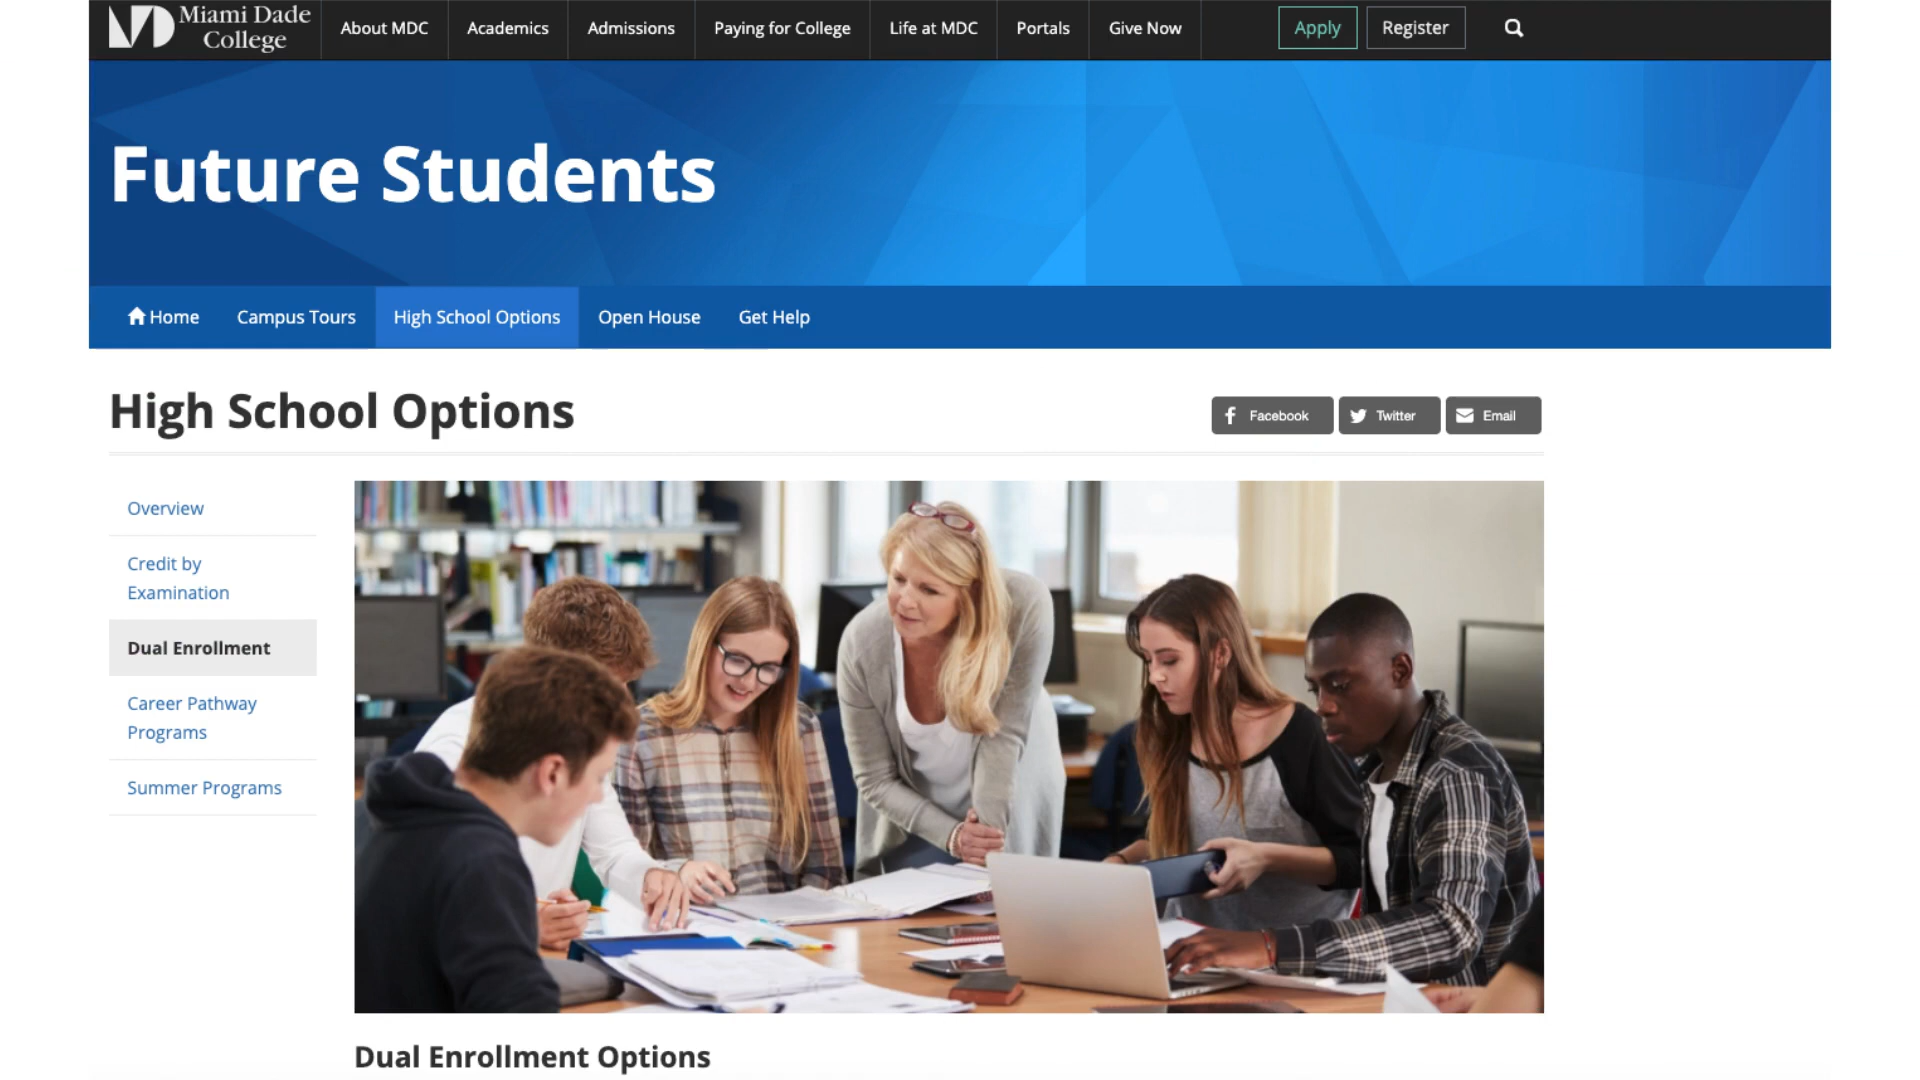 Miami Dade
College
About MDC
Academics
Admissions
Paying for College
Life at MDC
Portals
Give Now
Apply
Register
Future Students
Home
Campus Tours
High School Options
Open House
Get Help
High School Options
Facebook
Twitter
Email
Overview
Credit by
Examination
Dual Enrollment
Career Pathway
Programs
Summer Programs
Dual Enrollment Options